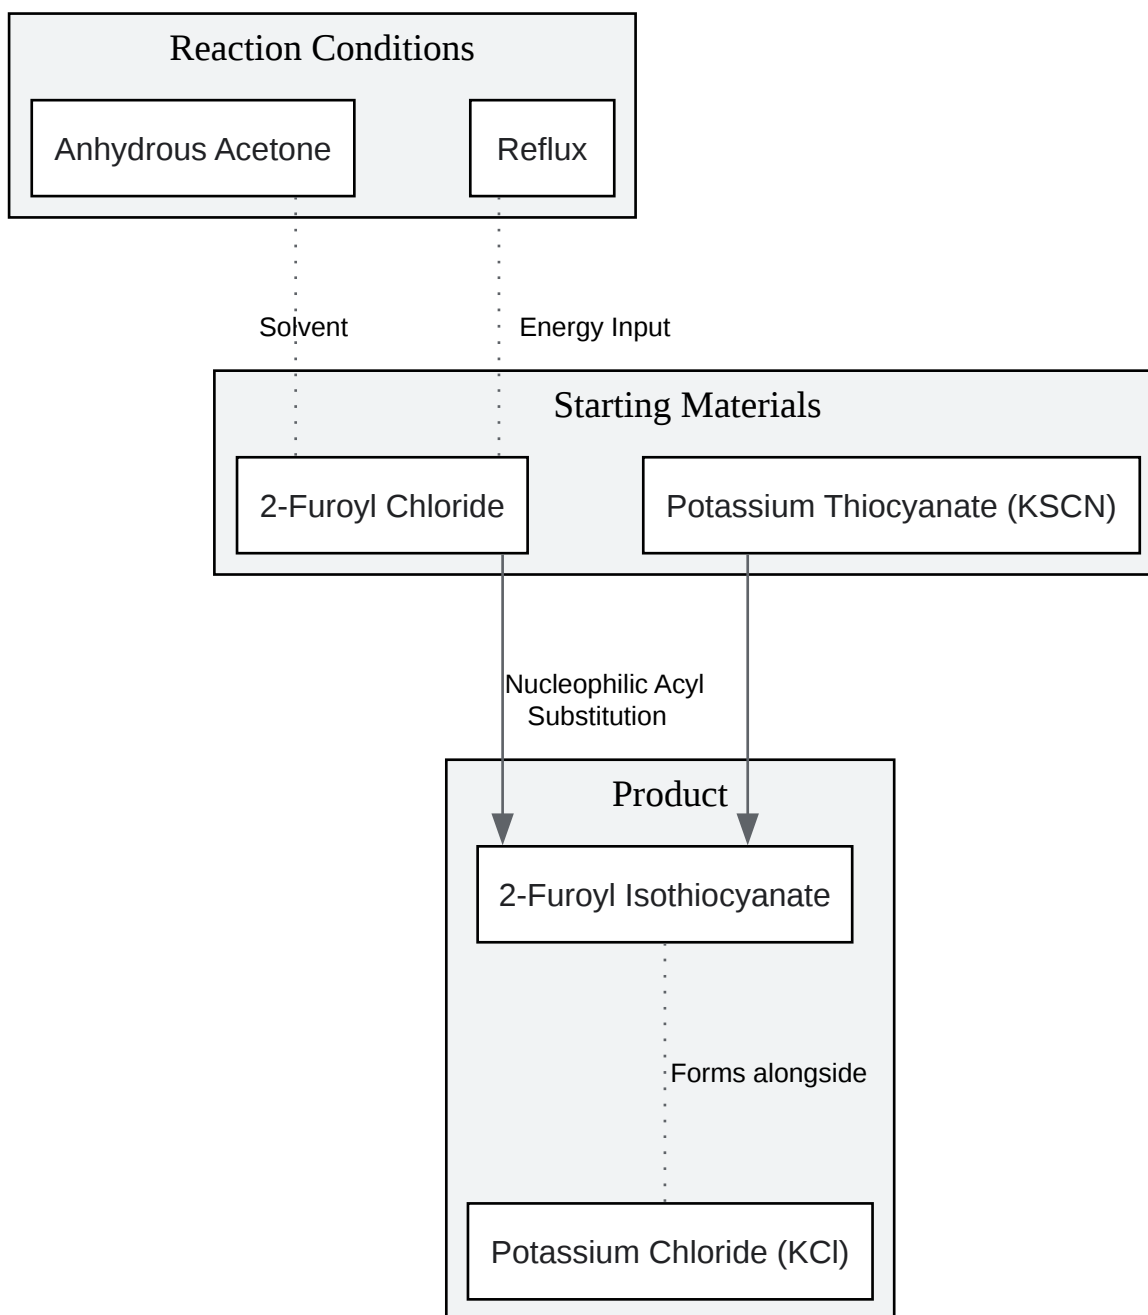 Reaction Conditions
Anhydrous Acetone
Reflux
Solvent
Energy Input
Starting Materials
2-Furoyl Chloride
Potassium Thiocyanate (KSCN)
Nucleophilic Acyl
Substitution
Product
2-Furoyl Isothiocyanate
Forms alongside
Potassium Chloride (KCl)